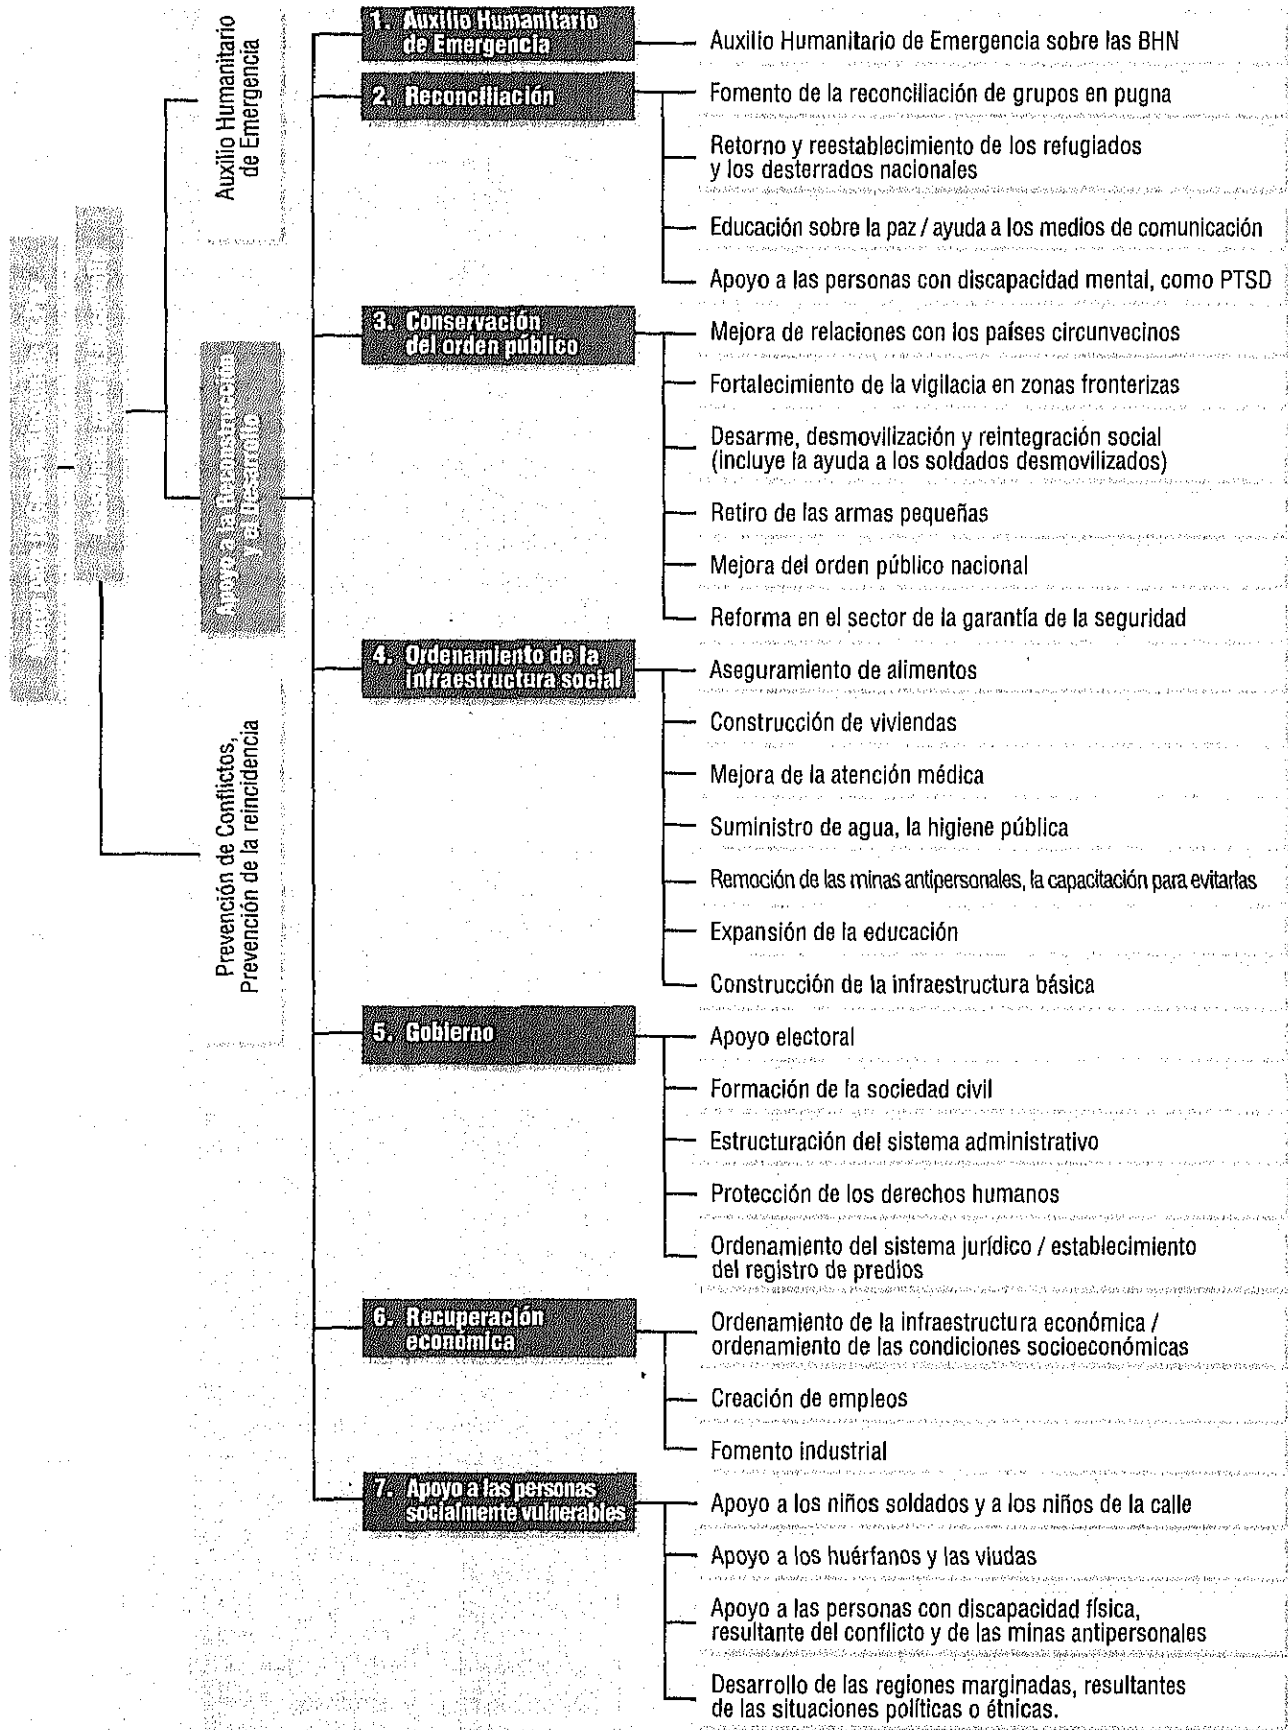 Auxilio Humanitario
de Emergencia
Apoyo a la Reconstrucción
y el Desarrollo
Prevención de Conflictos,
Prevención de la reincidencia
1. Auxilio Humanitario
de Emergencia
Auxilio Humanitario de Emergencia sobre las BHN
2. Reconciliación
Fomento de la reconciliación de grupos en pugna
Retorno y reestablecimiento de los refugiados
y los desterrados nacionales
Educación sobre la paz / ayuda a los medios de comunicación
Apoyo a las personas con discapacidad mental, como PTSD
3. Conservación
del orden público
Mejora de relaciones con los países circunvecinos
Fortalecimiento de la vigilacia en zonas fronterizas
Desarme, desmovilización y reintegración social
(incluye la ayuda a los soldados desmovilizados)
Retiro de las armas pequeñas
Mejora del orden público nacional
Reforma en el sector de la garantía de la seguridad
4. Ordenamiento de la
infraestructura social
Aseguramiento de alimentos
Construcción de viviendas
Mejora de la atención médica
Suministro de agua, la higiene pública
Remoción de las minas antipersonales, la capacitación para evitarlas
Expansión de la educación
Construcción de la infraestructura básica
5. Gobierno
Apoyo electoral
Formación de la sociedad civil
Estructuración del sistema administrativo
Protección de los derechos humanos
Ordenamiento del sistema jurídico / establecimiento
del registro de predios
6. Recuperación
económica
Ordenamiento de la infraestructura económica /
ordenamiento de las condiciones socioeconómicas
Creación de empleos
Fomento industrial
7. Apoyo a las personas
socialmente vulnerables
Apoyo a los niños soldados y a los niños de la calle
Apoyo a los huérfanos y las viudas
Apoyo a las personas con discapacidad física,
resultante del conflicto y de las minas antipersonales
Desarrollo de las regiones marginadas, resultantes
de las situaciones políticas o étnicas.